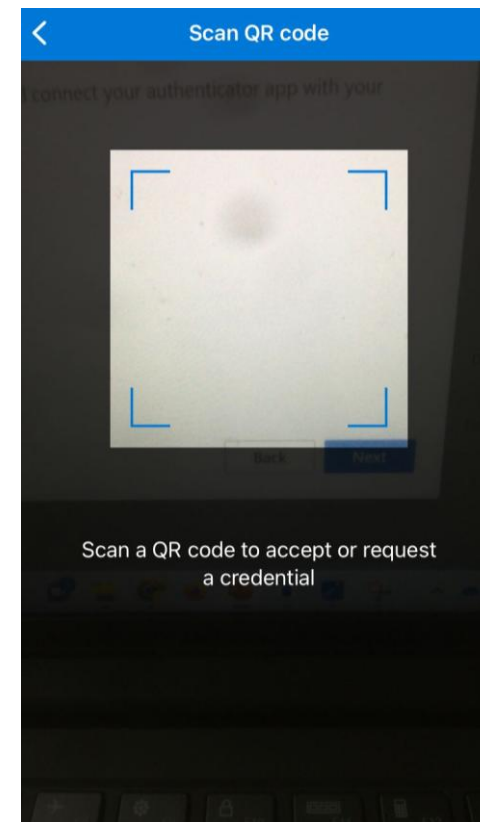 Scan QR code
connect your authenticator app with your
Back
Next
Scan a QR code to accept or request
a credential